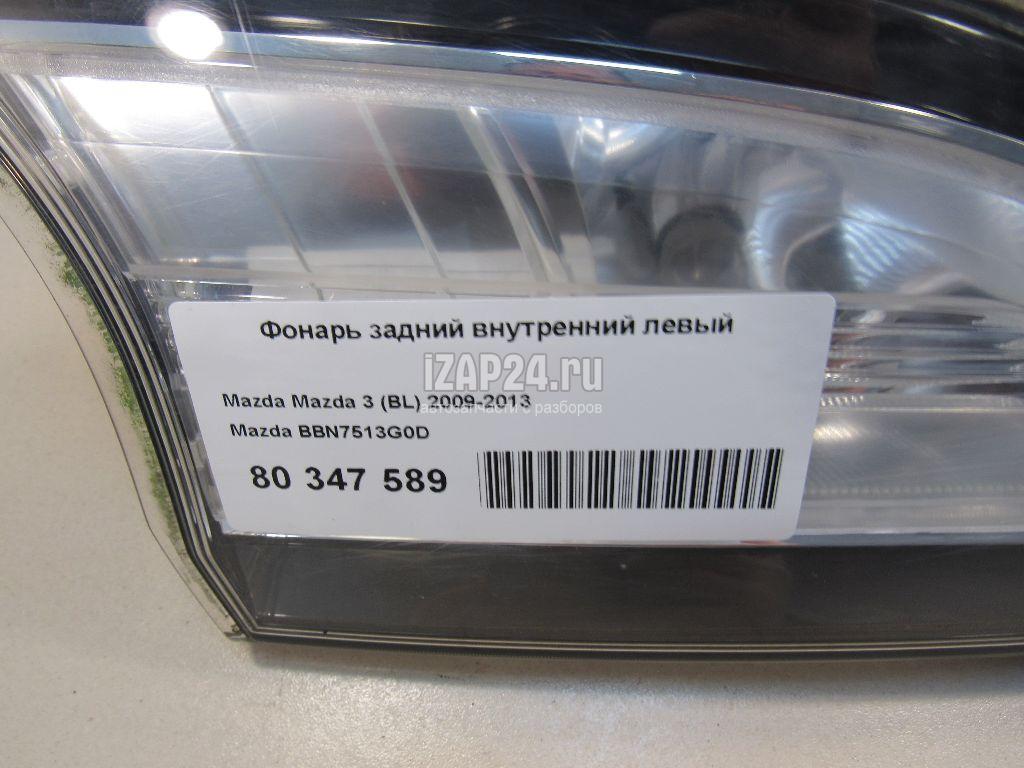 Фонарь задний внутренний левый
iZAP24.ru
Mazda Mazda 3 (BL) 2009-2013
автозапчасти с разборов
Mazda BBN7513G0D
80 347 589